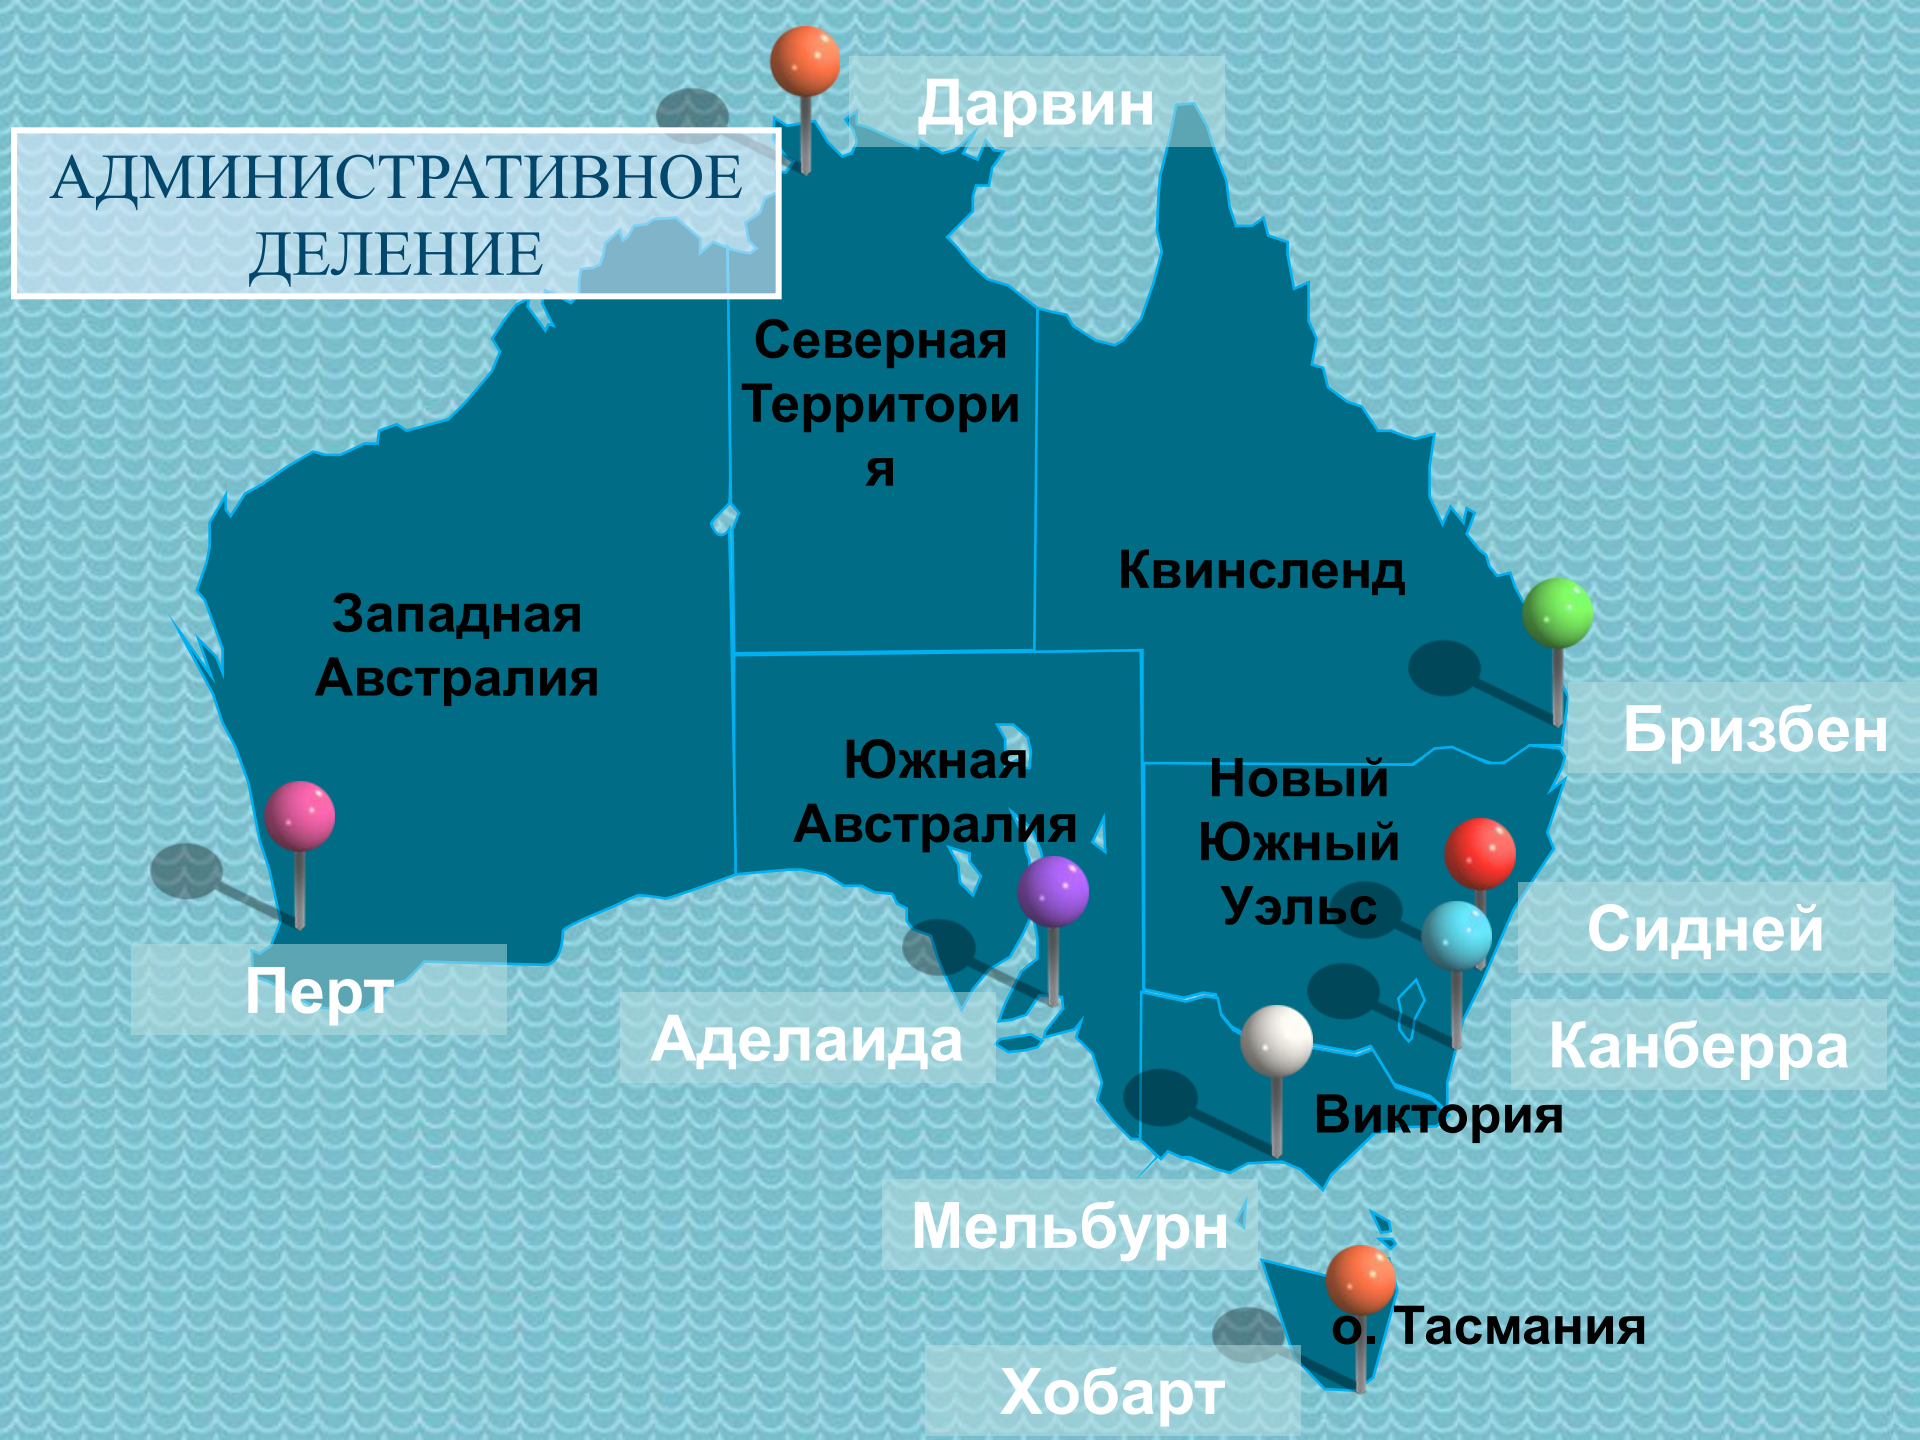 Дарвин
АДМИНИСТРАТИВНОЕ
ДЕЛЕНИЕ
Северная
Территори
я
Квинсленд
Западная
Австралия
Бризбен
Южная
Австралия
Новый
Южный
Уэльс
Сидней
Перт
Аделаида
Канберра
Виктория
Мельбурн
о. Тасмания
Хобарт